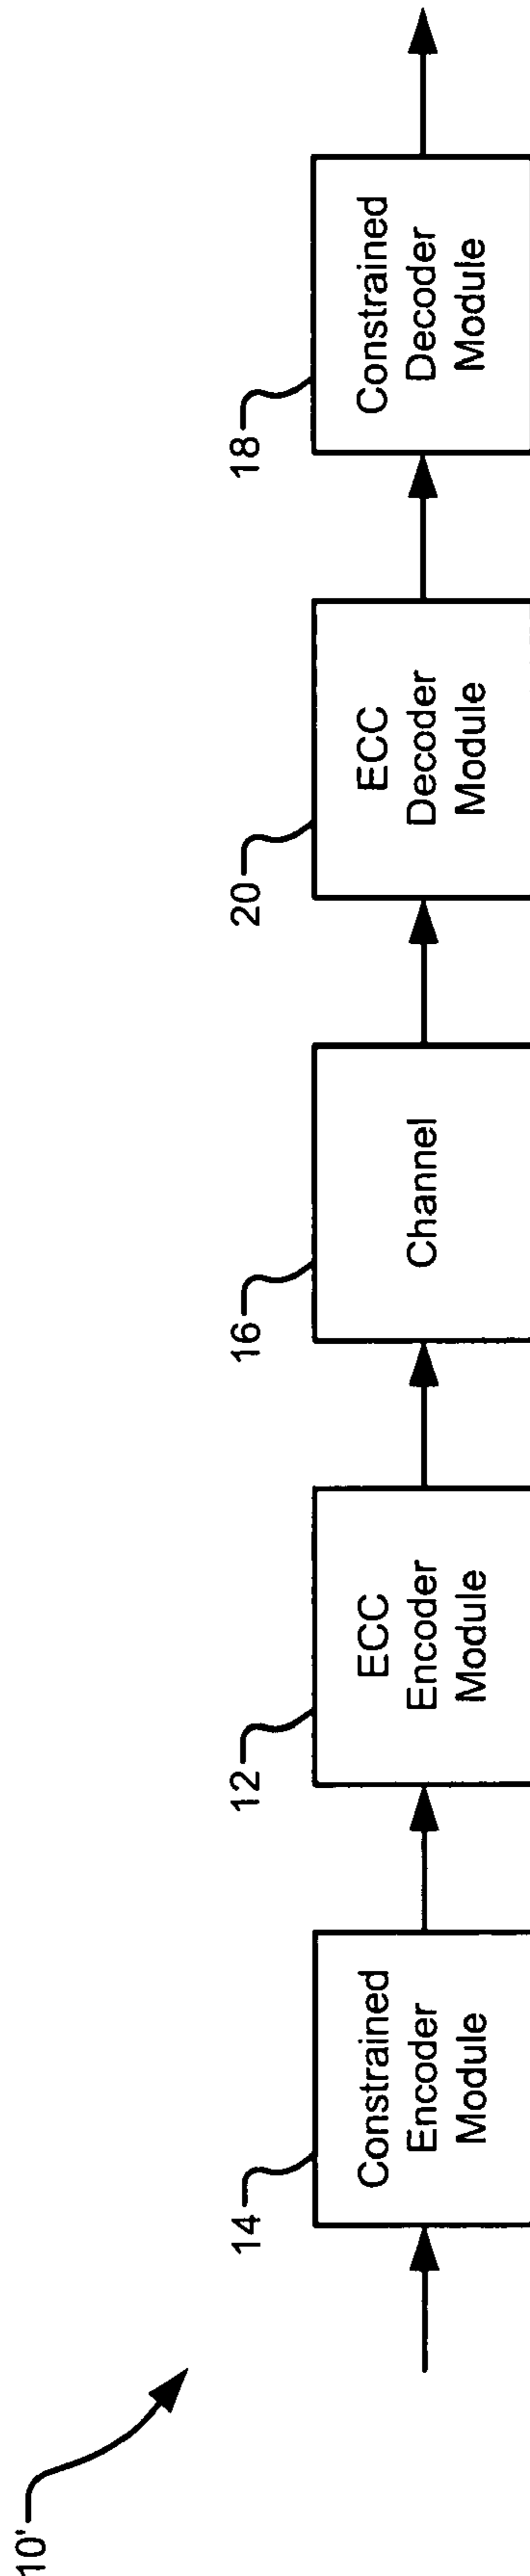 10'
14
Constrained
Encoder
Module
12
ECC
Encoder
Module
16
Channel
20
ECC
Decoder
Module
18
Constrained
Decoder
Module